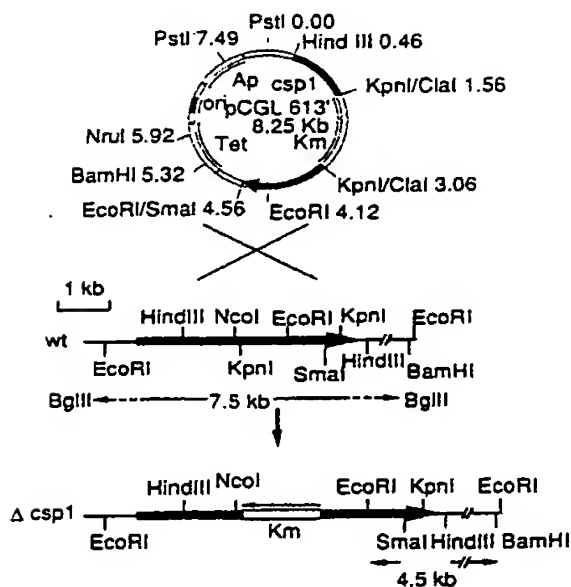 PstI 0.00
PstI 7.49
Hind III 0.46
Ap csp1
KpnI/ClaI 1.56
ori pCGL 613'
8.25 Kb
NruI 5.92
Tet
Km
BamHI 5.32
KpnI/ClaI 3.06
EcoRI/SmaI 4.56
EcoRI 4.12
1 kb
HindIII NcoI EcoRI KpnI EcoRI
wt
EcoRI KpnI SmaI HindIII BamHI
BglII 7.5 kb BglII
HindIII NcoI EcoRI KpnI EcoRI
Δ csp1
EcoRI Km SmaI HindIII BamHI
4.5 kb